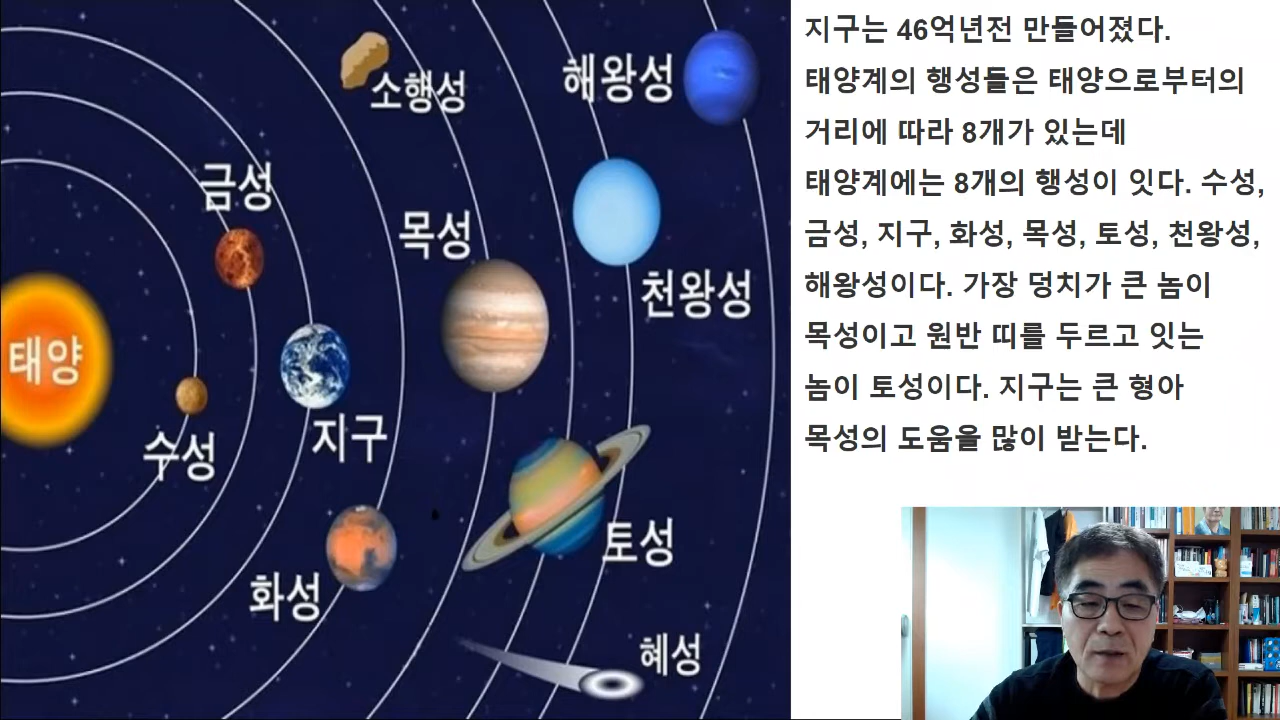 소행성
해왕성
금성
목성
천왕성
태양
수성
지구
토성
화성
혜성
지구는 46억년전 만들어졌다.
태양계의 행성들은 태양으로부터의
거리에 따라 8개가 있는데
태양계에는 8개의 행성이 잇다. 수성,
금성, 지구, 화성, 목성, 토성, 천왕성,
해왕성이다. 가장 덩치가 큰 놈이
목성이고 원반 띠를 두르고 잇는
놈이 토성이다. 지구는 큰 형아
목성의 도움을 많이 받는다.